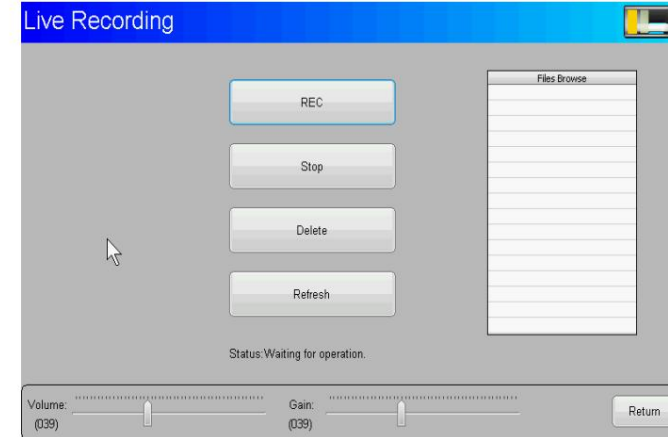 Live Recording
Files Browse
REC
Stop
Delete
Refresh
Status:Waiting for operation.
Volume:
(039)
Gain:
(039)
Return